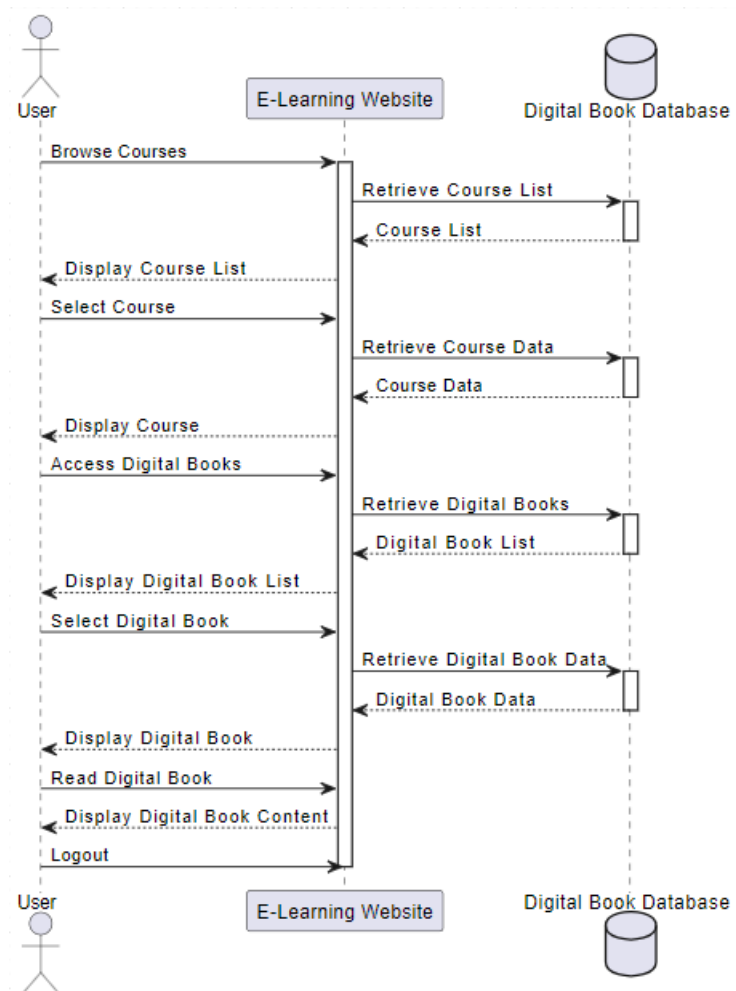 User
E-Learning Website
Digital Book Database
Browse Courses
Retrieve Course List
Course List
Display Course List
Select Course
Retrieve Course Data
Course Data
Display Course
Access Digital Books
Retrieve Digital Books
Digital Book List
Display Digital Book List
Select Digital Book
Retrieve Digital Book Data
Digital Book Data
Display Digital Book
Read Digital Book
Display Digital Book Content
Logout
User
E-Learning Website
Digital Book Database